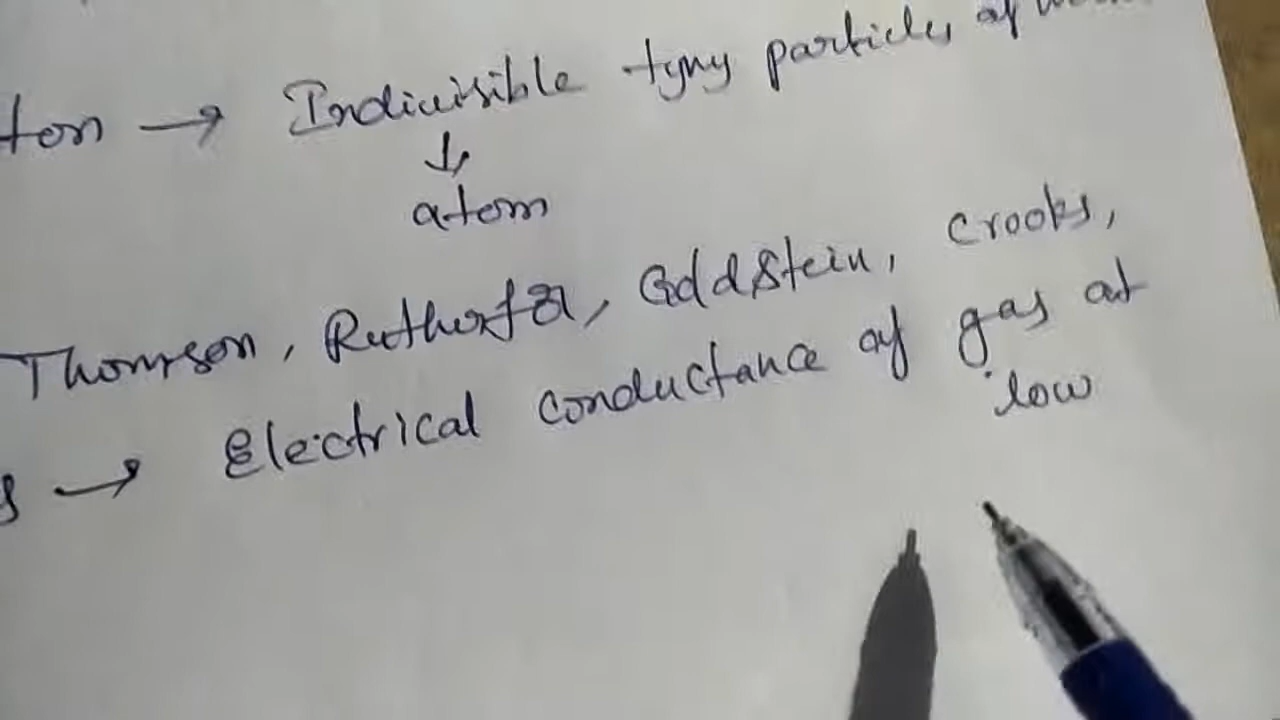 ton → Indivisible tyny particles of
↓
atom
Thomson, Rutherford, Goldstein, Crooks,
s → Electrical conductance of gas at
low